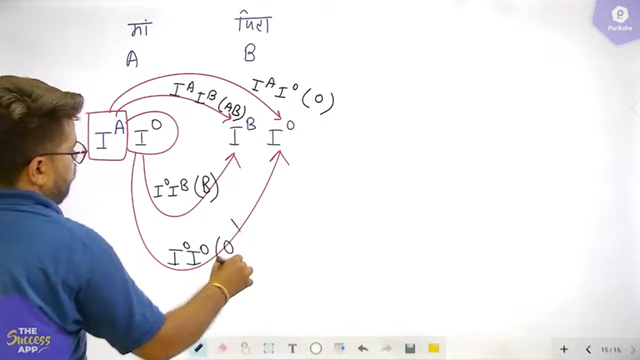 मां पिता
A B
I^A I^B (AB)
I^A I^O (O)
I^A I^O I^B I^O
I^O I^B (B)
I^O I^O (O
Pariksha
THE
Success
APP
15 / 15